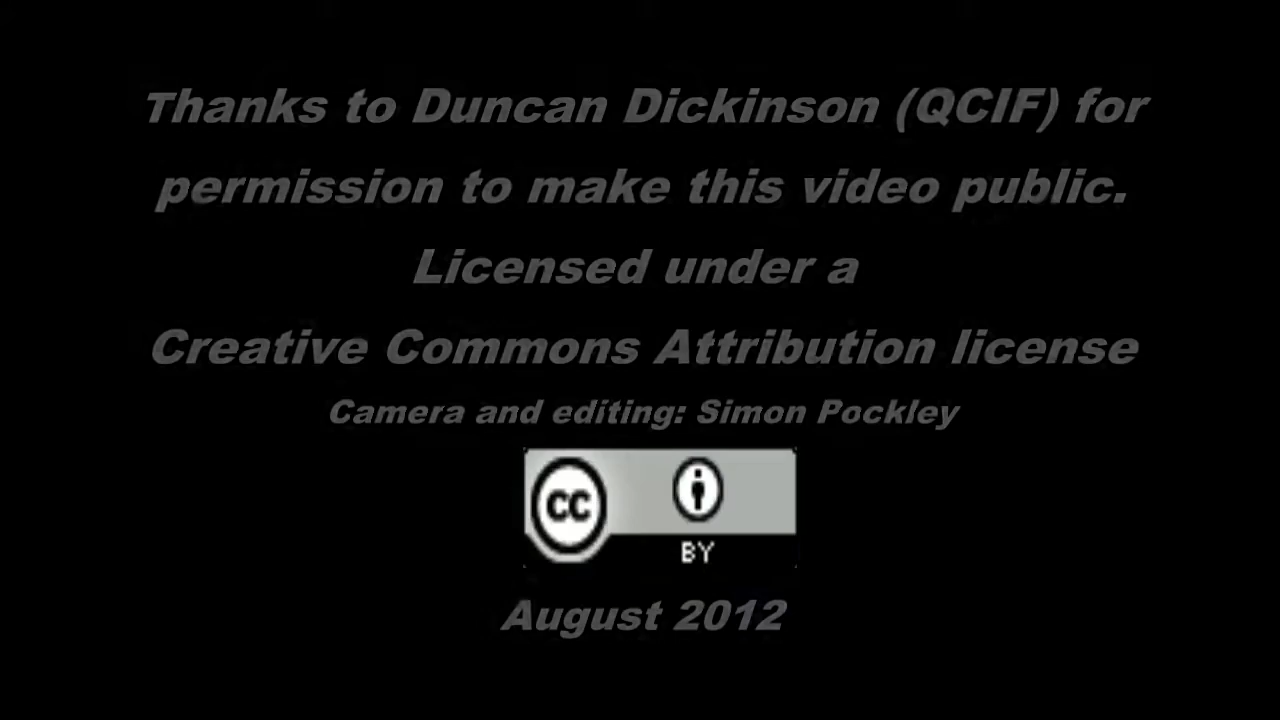 Thanks to Duncan Dickinson (QCIF) for
permission to make this video public.
Licensed under a
Creative Commons Attribution license
Camera and editing: Simon Pockley
CC
BY
August 2012